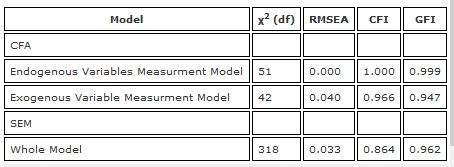 Model χ² (df) RMSEA CFI GFI
CFA
Endogenous Variables Measurment Model 51 0.000 1.000 0.999
Exogenous Variable Measurment Model 42 0.040 0.966 0.947
SEM
Whole Model 318 0.033 0.864 0.962